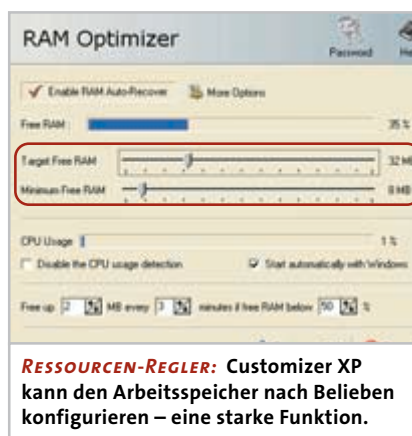 RAM Optimizer
Password
He
Enable RAM Auto-Recover More Options
Free RAM : 35 %
Target Free RAM 32 MB
Minimum Free RAM 8 MB
CPU Usage 1 %
Disable the CPU usage detection Start automatically with Windows
Free up 2 MB every 3 minutes if free RAM below 50 %
RESSOURCEN-REGLER: Customizer XP
kann den Arbeitsspeicher nach Belieben
konfigurieren – eine starke Funktion.